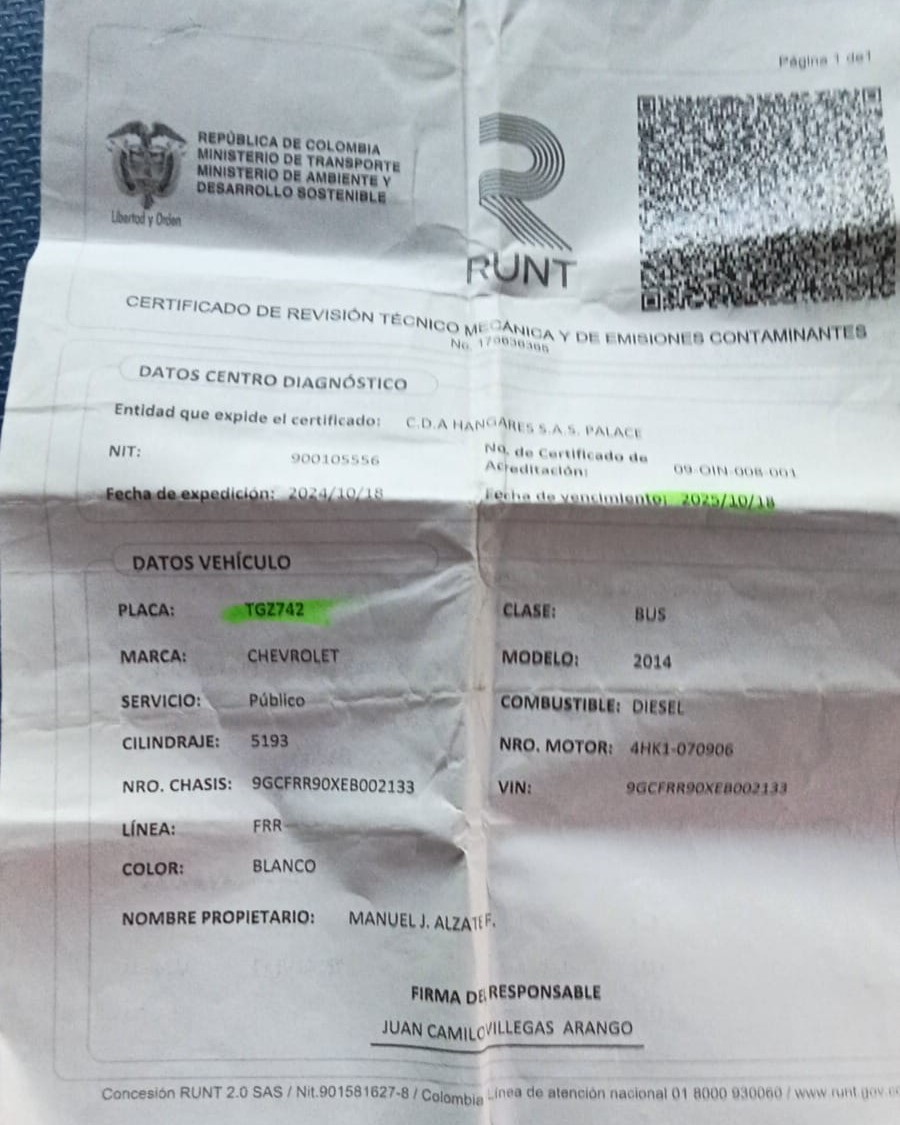 Página 1 de1
REPÚBLICA DE COLOMBIA
MINISTERIO DE TRANSPORTE
MINISTERIO DE AMBIENTE Y
DESARROLLO SOSTENIBLE
Libertad y Orden
RUNT
CERTIFICADO DE REVISIÓN TÉCNICO MECÁNICA Y DE EMISIONES CONTAMINANTES
No.
DATOS CENTRO DIAGNÓSTICO
Entidad que expide el certificado: C.D.A HANGARES S.A.S. PALACE
NIT: 900105556 No. de Certificado de
Acreditación: 09-OIN-008-001
Fecha de expedición: 2024/10/18 Fecha de vencimiento: 2025/10/18
DATOS VEHÍCULO
PLACA: TGZ742 CLASE: BUS
MARCA: CHEVROLET MODELO: 2014
SERVICIO: Público COMBUSTIBLE: DIESEL
CILINDRAJE: 5193 NRO. MOTOR: 4HK1-070906
NRO. CHASIS: 9GCFRR90XEB002133 VIN: 9GCFRR90XEB002133
LÍNEA: FRR
COLOR: BLANCO
NOMBRE PROPIETARIO: MANUEL J. ALZATE F.
FIRMA DE RESPONSABLE
JUAN CAMILO VILLEGAS ARANGO
Concesión RUNT 2.0 SAS / Nit.901581627-8 / Colombia Línea de atención nacional 01 8000 930060 / www runt.gov.co